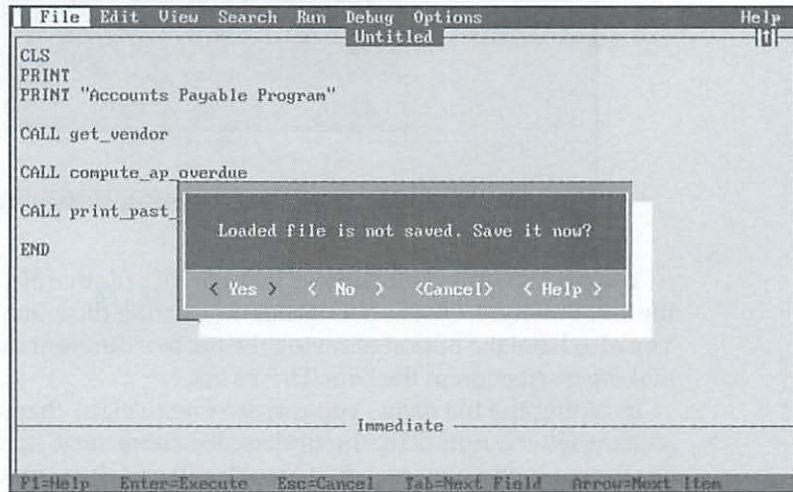 File Edit View Search Run Debug Options Help
Untitled
CLS
PRINT
PRINT "Accounts Payable Program"
CALL get_vendor
CALL compute_ap_overdue
CALL print_past_
END
Loaded file is not saved. Save it now?
< Yes > < No > <Cancel> < Help >
Immediate
F1=Help Enter=Execute Esc=Cancel Tab=Next Field Arrow=Next Item